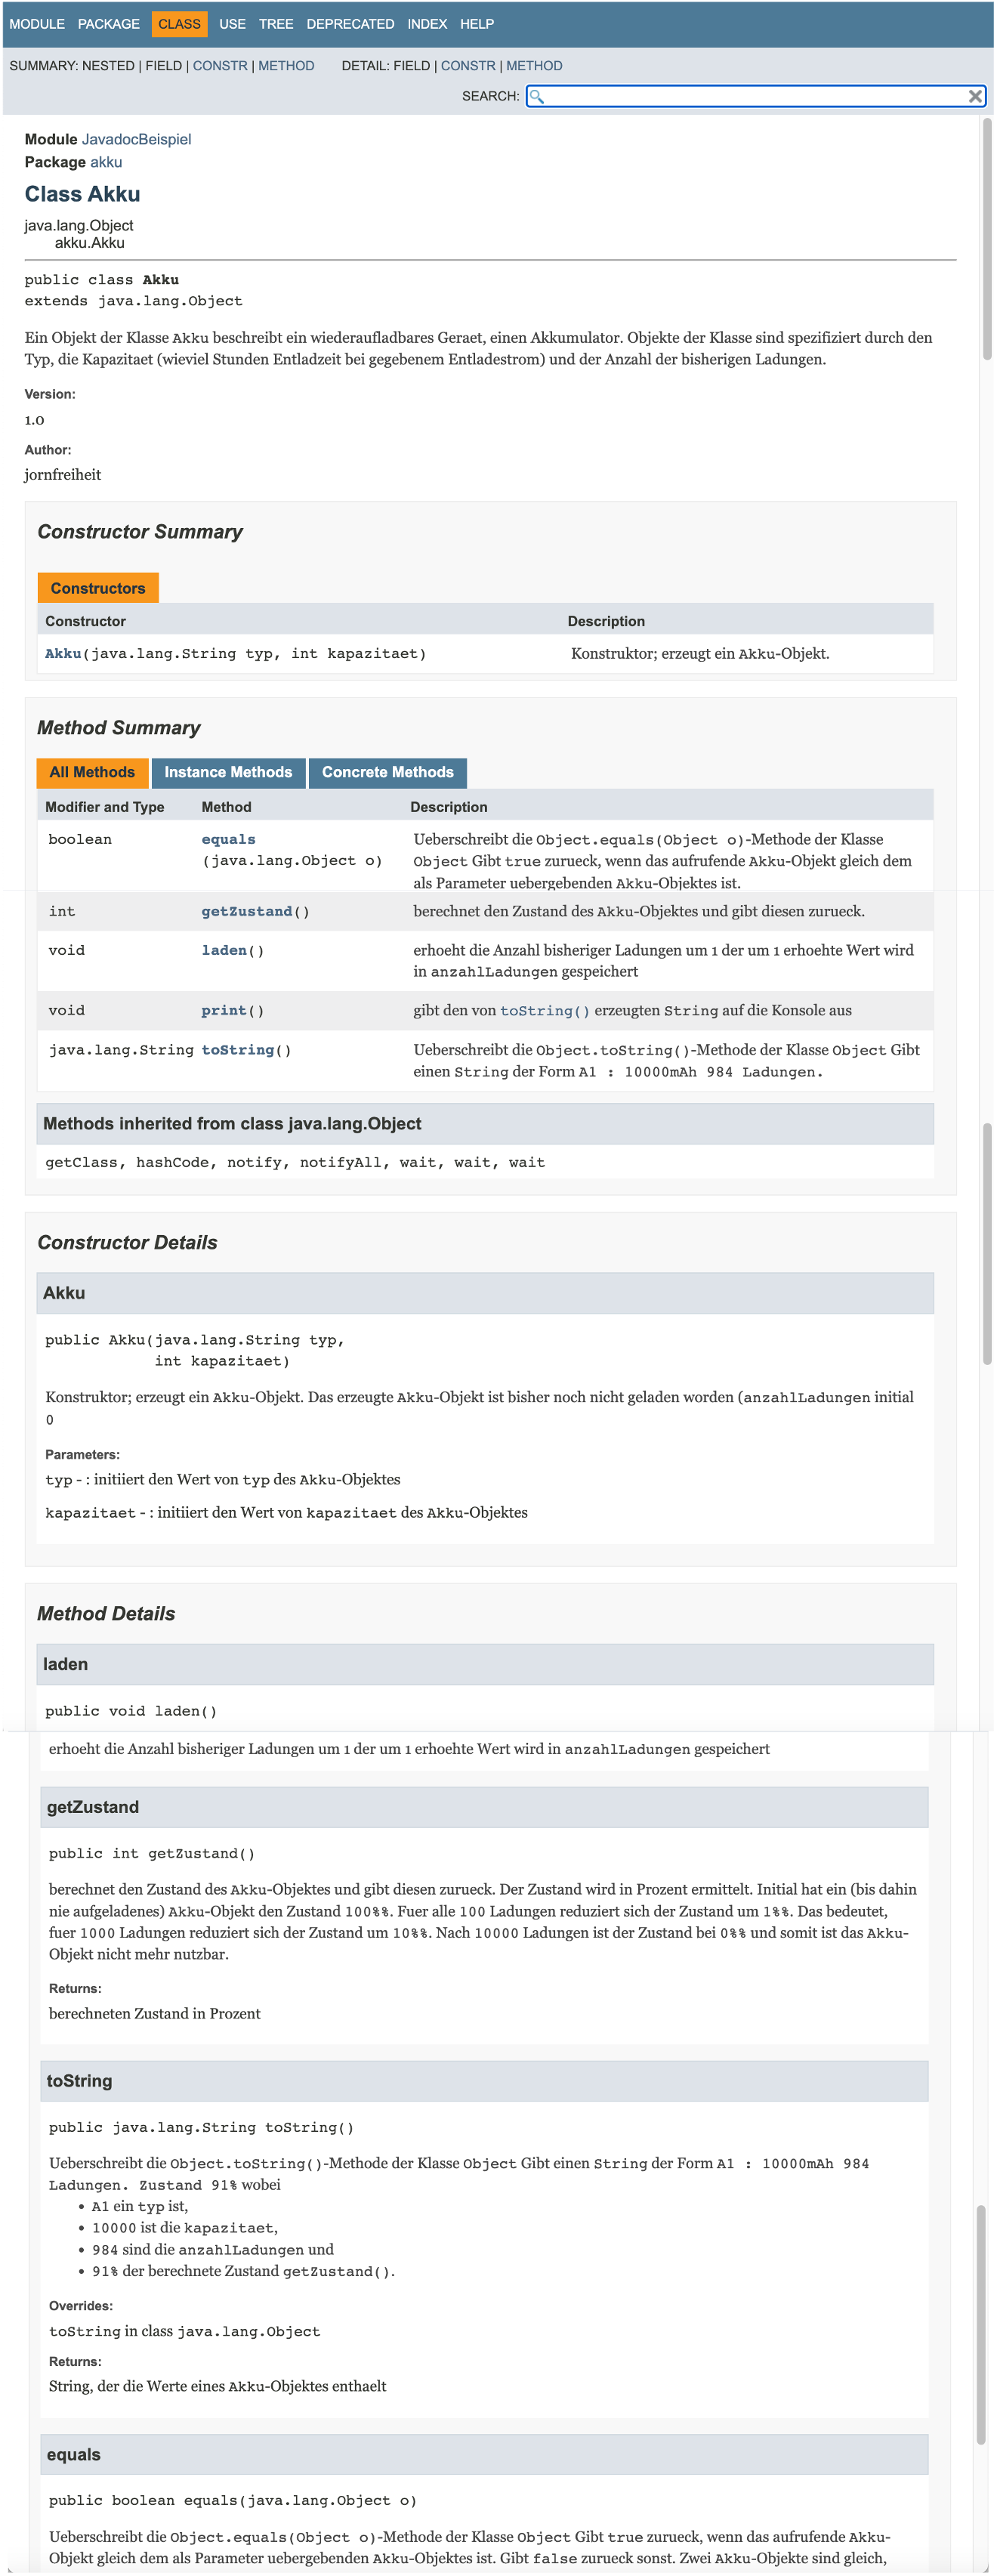 MODULE PACKAGE CLASS USE TREE DEPRECATED INDEX HELP
SUMMARY: NESTED | FIELD | CONSTR | METHOD DETAIL: FIELD | CONSTR | METHOD
SEARCH:
Module JavadocBeispiel
Package akku
Class Akku
java.lang.Object
akku.Akku
public class Akku
extends java.lang.Object
Ein Objekt der Klasse Akku beschreibt ein wiederaufladbares Geraet, einen Akkumulator. Objekte der Klasse sind spezifiziert durch den
Typ, die Kapazitaet (wieviel Stunden Entladzeit bei gegebenem Entladestrom) und der Anzahl der bisherigen Ladungen.
Version:
1.0
Author:
jornfreiheit
Constructor Summary
Constructors
Constructor Description
Akku(java.lang.String typ, int kapazitaet) Konstruktor; erzeugt ein Akku-Objekt.
Method Summary
All Methods Instance Methods Concrete Methods
Modifier and Type Method Description
boolean equals Ueberschreibt die Object.equals(Object o)-Methode der Klasse
(java.lang.Object o) Object Gibt true zurueck, wenn das aufrufende Akku-Objekt gleich dem
als Parameter uebergebenden Akku-Objektes ist.
int getZustand() berechnet den Zustand des Akku-Objektes und gibt diesen zurueck.
void laden() erhoeht die Anzahl bisheriger Ladungen um 1 der um 1 erhoehte Wert wird
in anzahlLadungen gespeichert
void print() gibt den von toString() erzeugten String auf die Konsole aus
java.lang.String toString() Ueberschreibt die Object.toString()-Methode der Klasse Object Gibt
einen String der Form A1 : 10000mAh 984 Ladungen.
Methods inherited from class java.lang.Object
getClass, hashCode, notify, notifyAll, wait, wait, wait
Constructor Details
Akku
public Akku(java.lang.String typ,
int kapazitaet)
Konstruktor; erzeugt ein Akku-Objekt. Das erzeugte Akku-Objekt ist bisher noch nicht geladen worden (anzahlLadungen initial
0
Parameters:
typ - : initiiert den Wert von typ des Akku-Objektes
kapazitaet - : initiiert den Wert von kapazitaet des Akku-Objektes
Method Details
laden
public void laden()
erhoeht die Anzahl bisheriger Ladungen um 1 der um 1 erhoehte Wert wird in anzahlLadungen gespeichert
getZustand
public int getZustand()
berechnet den Zustand des Akku-Objektes und gibt diesen zurueck. Der Zustand wird in Prozent ermittelt. Initial hat ein (bis dahin
nie aufgeladenes) Akku-Objekt den Zustand 100%%. Fuer alle 100 Ladungen reduziert sich der Zustand um 1%%. Das bedeutet,
fuer 1000 Ladungen reduziert sich der Zustand um 10%%. Nach 10000 Ladungen ist der Zustand bei 0%% und somit ist das Akku-
Objekt nicht mehr nutzbar.
Returns:
berechneten Zustand in Prozent
toString
public java.lang.String toString()
Ueberschreibt die Object.toString()-Methode der Klasse Object Gibt einen String der Form A1 : 10000mAh 984
Ladungen. Zustand 91% wobei
• A1 ein typ ist,
• 10000 ist die kapazitaet,
• 984 sind die anzahlLadungen und
• 91% der berechnete Zustand getZustand().
Overrides:
toString in class java.lang.Object
Returns:
String, der die Werte eines Akku-Objektes enthaelt
equals
public boolean equals(java.lang.Object o)
Ueberschreibt die Object.equals(Object o)-Methode der Klasse Object Gibt true zurueck, wenn das aufrufende Akku-
Objekt gleich dem als Parameter uebergebenden Akku-Objektes ist. Gibt false zurueck sonst. Zwei Akku-Objekte sind gleich,